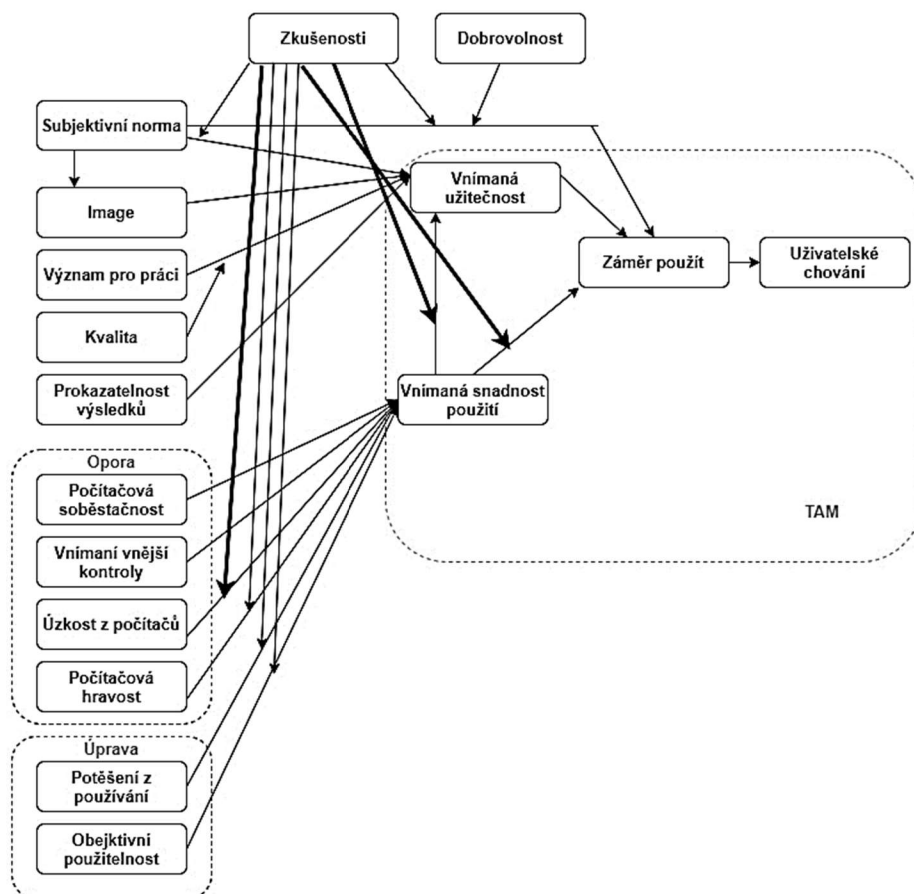 Zkušenosti
Dobrovolnost
Subjektivní norma
Image
Význam pro práci
Kvalita
Prokazatelnost
výsledků
Vnímaná
užitečnost
Záměr použít
Uživatelské
chování
Vnímaná snadnost
použití
TAM
Opora
Počítačová
soběstačnost
Vnímaní vnější
kontroly
Úzkost z počítačů
Počítačová
hravost
Úprava
Potěšení z
používání
Obejktivní
použitelnost